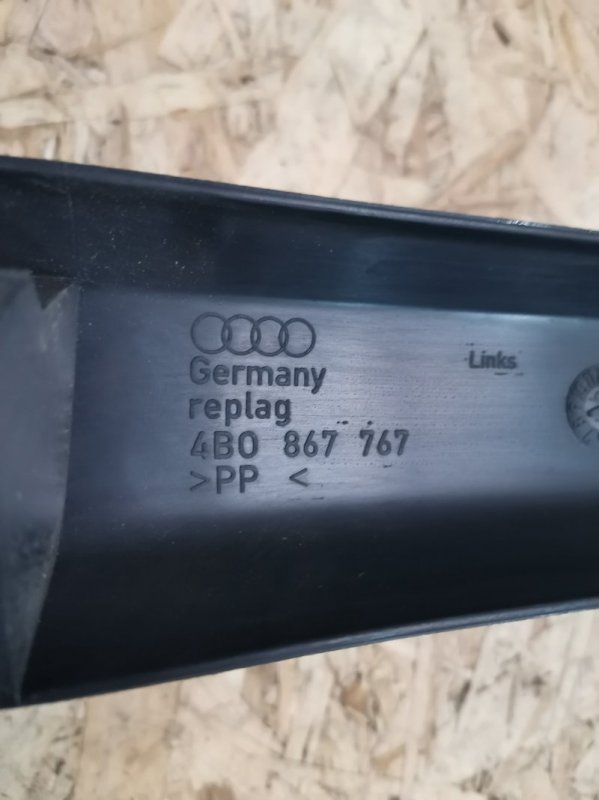 Germany
replag
4B0 867 767
>PP <
Links